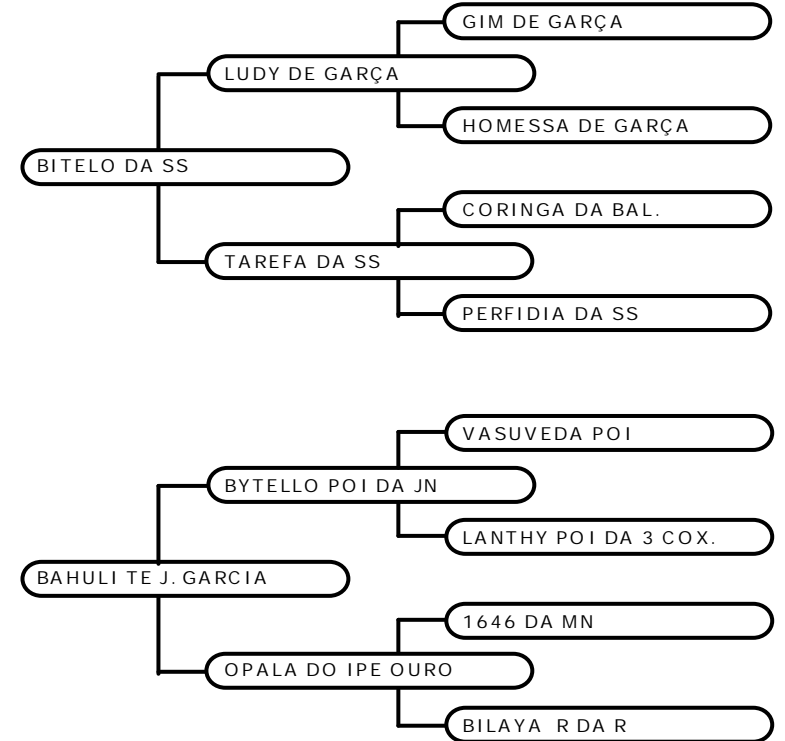 GIM DE GARÇA
LUDY DE GARÇA
HOMESSA DE GARÇA
BITELO DA SS
CORINGA DA BAL.
TAREFA DA SS
PERFIDIA DA SS
VASUVEDA POI
BYTELLO POI DA JN
LANTHY POI DA 3 COX.
BAHULI TE J. GARCIA
1646 DA MN
OPALA DO IPE OURO
BILAYA R DA R